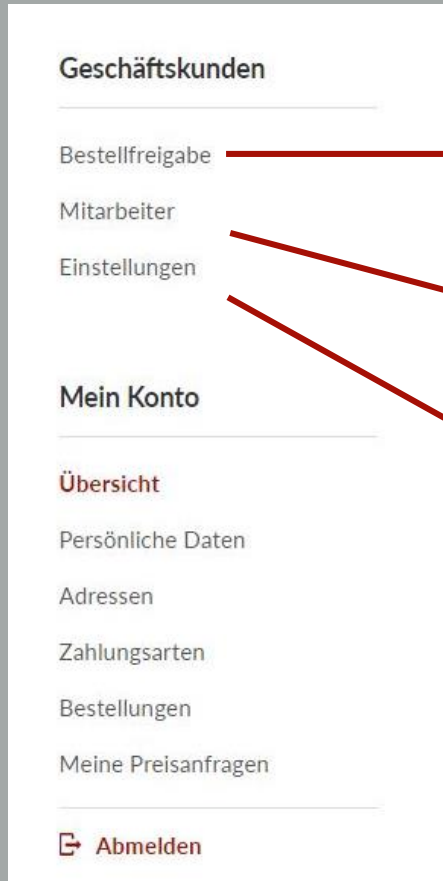 Geschäftskunden
Bestellfreigabe
Mitarbeiter
Einstellungen
Mein Konto
Übersicht
Persönliche Daten
Adressen
Zahlungsarten
Bestellungen
Meine Preisanfragen
Abmelden